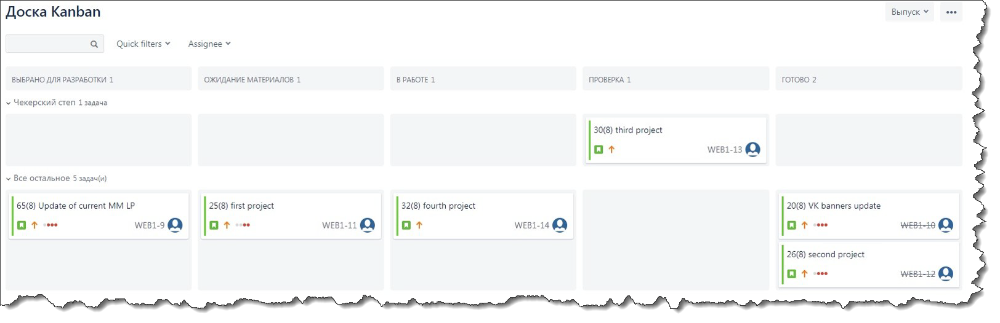 Доска Kanban
Выпуск
Quick filters Assignee
ВЫБРАНО ДЛЯ РАЗРАБОТКИ 1 ОЖИДАНИЕ МАТЕРИАЛОВ 1 В РАБОТЕ 1 ПРОВЕРКА 1 ГОТОВО 2
Чекерский степ 1 задача
30(8) third project
WEB1-13
Все остальное 5 задач(и)
65(8) Update of current MM LP
WEB1-9
25(8) first project
WEB1-11
32(8) fourth project
WEB1-14
20(8) VK banners update
WEB1-10
26(8) second project
WEB1-12